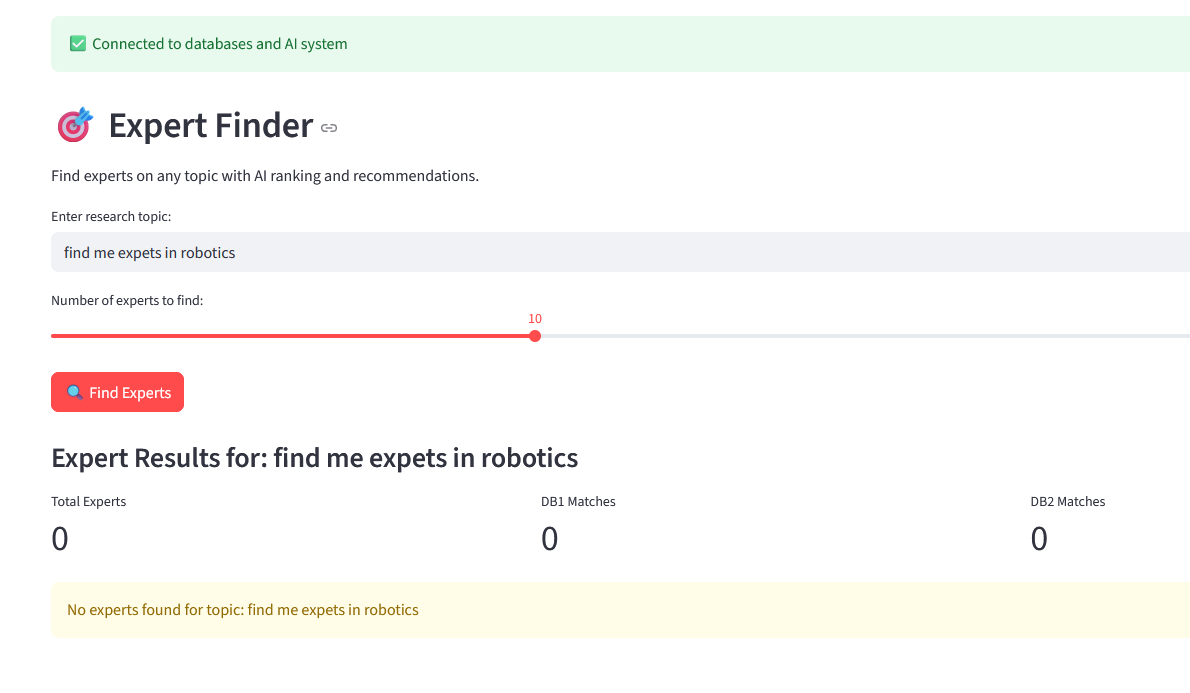 ✅ Connected to databases and AI system
🎯 Expert Finder
Find experts on any topic with AI ranking and recommendations.
Enter research topic:
find me expets in robotics
Number of experts to find:
10
🔍 Find Experts
Expert Results for: find me expets in robotics
Total Experts DB1 Matches DB2 Matches
0 0 0
No experts found for topic: find me expets in robotics